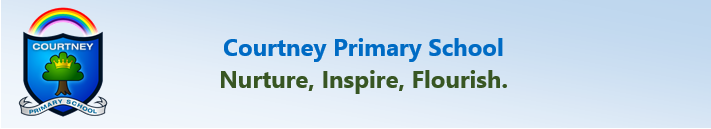 COURTNEY
PRIMARY SCHOOL
Courtney Primary School
Nurture, Inspire, Flourish.